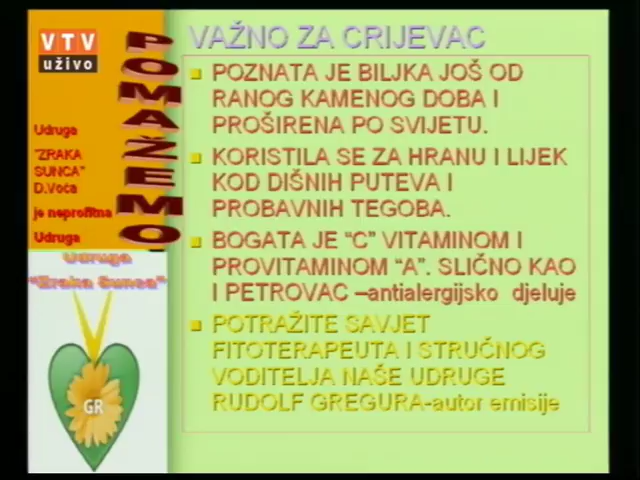 VTV
uživo
POMAŽEMO
Udruga
"ZRAKA
SUNCA"
D.Voća
je neprofitna
Udruga
Udruga
"Zraka Sunca"
GR
VAŽNO ZA CRIJEVAC
POZNATA JE BILJKA JOŠ OD
RANOG KAMENOG DOBA I
PROŠIRENA PO SVIJETU.
KORISTILA SE ZA HRANU I LIJEK
KOD DIŠNIH PUTEVA I
PROBAVNIH TEGOBA.
BOGATA JE “C” VITAMINOM I
PROVITAMINOM “A”. SLIČNO KAO
I PETROVAC –antialergijsko djeluje
POTRAŽITE SAVJET
FITOTERAPEUTA I STRUČNOG
VODITELJA NAŠE UDRUGE
RUDOLF GREGURA-autor emisije